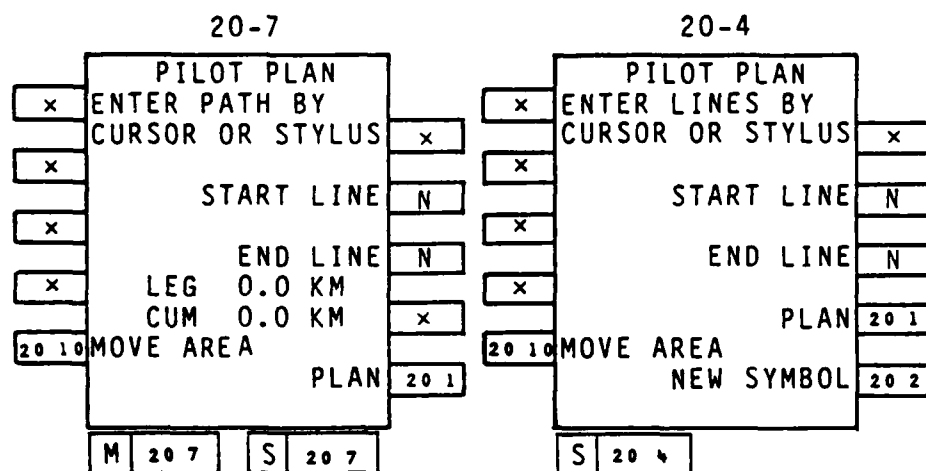 20-7
PILOT PLAN
× ENTER PATH BY
CURSOR OR STYLUS ×
×
START LINE N
×
END LINE N
× LEG 0.0 KM
CUM 0.0 KM ×
20 10 MOVE AREA
PLAN 20 1
M 20 7 S 20 7
20-4
PILOT PLAN
× ENTER LINES BY
CURSOR OR STYLUS ×
×
START LINE N
×
END LINE N
×
PLAN 20 1
20 10 MOVE AREA
NEW SYMBOL 20 2
S 20 4